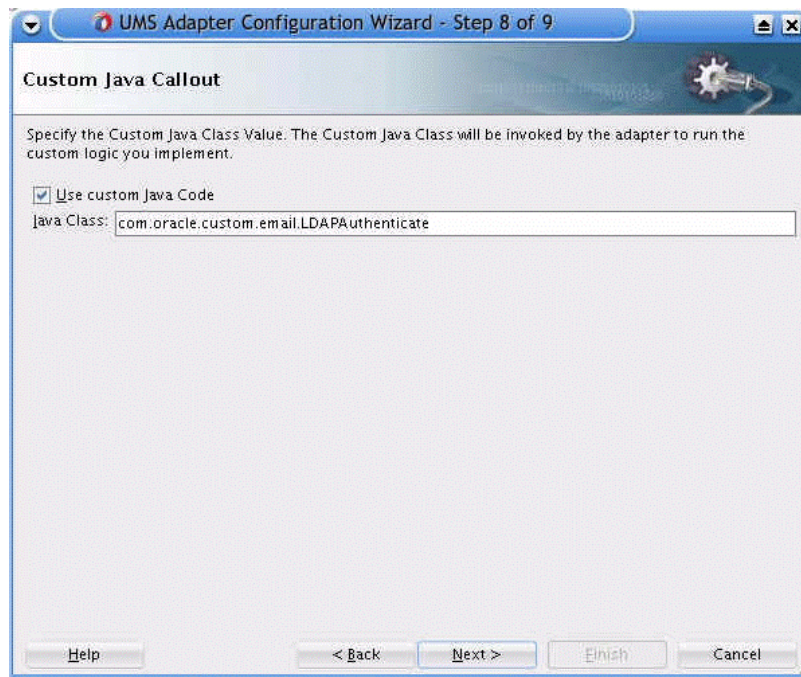 UMS Adapter Configuration Wizard - Step 8 of 9
Custom Java Callout
Specify the Custom Java Class Value. The Custom Java Class will be invoked by the adapter to run the
custom logic you implement.
Use custom Java Code
Java Class: com.oracle.custom.email.LDAPAuthenticate
Help < Back Next > Finish Cancel